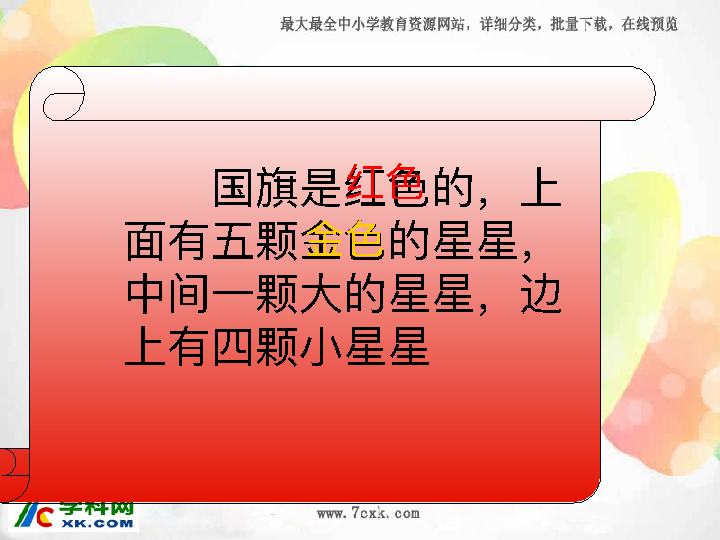 最大最全中小学教育资源网站，详细分类，批量下载，在线预览
国旗是红色的，上
面有五颗金色的星星，
中间一颗大的星星，边
上有四颗小星星
学科网
XK.COM
www.7cxk.com